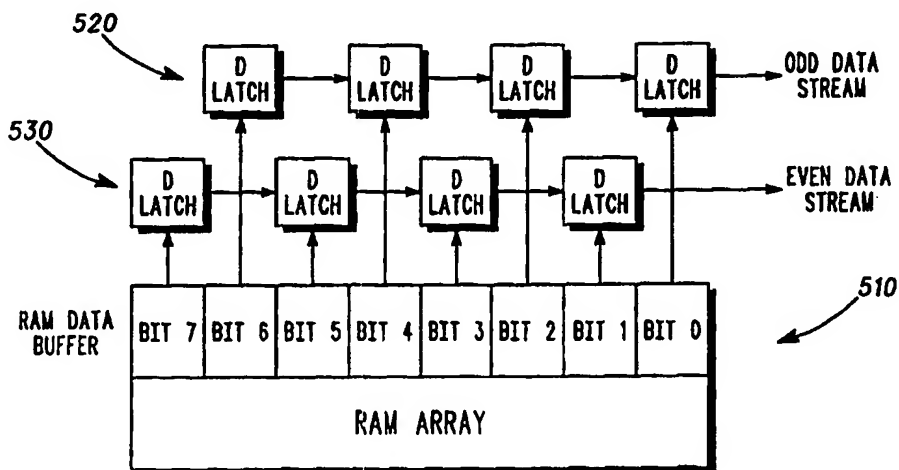 520
D LATCH
D LATCH
D LATCH
D LATCH
ODD DATA STREAM
530
D LATCH
D LATCH
D LATCH
D LATCH
EVEN DATA STREAM
510
RAM DATA BUFFER
BIT 7
BIT 6
BIT 5
BIT 4
BIT 3
BIT 2
BIT 1
BIT 0
RAM ARRAY